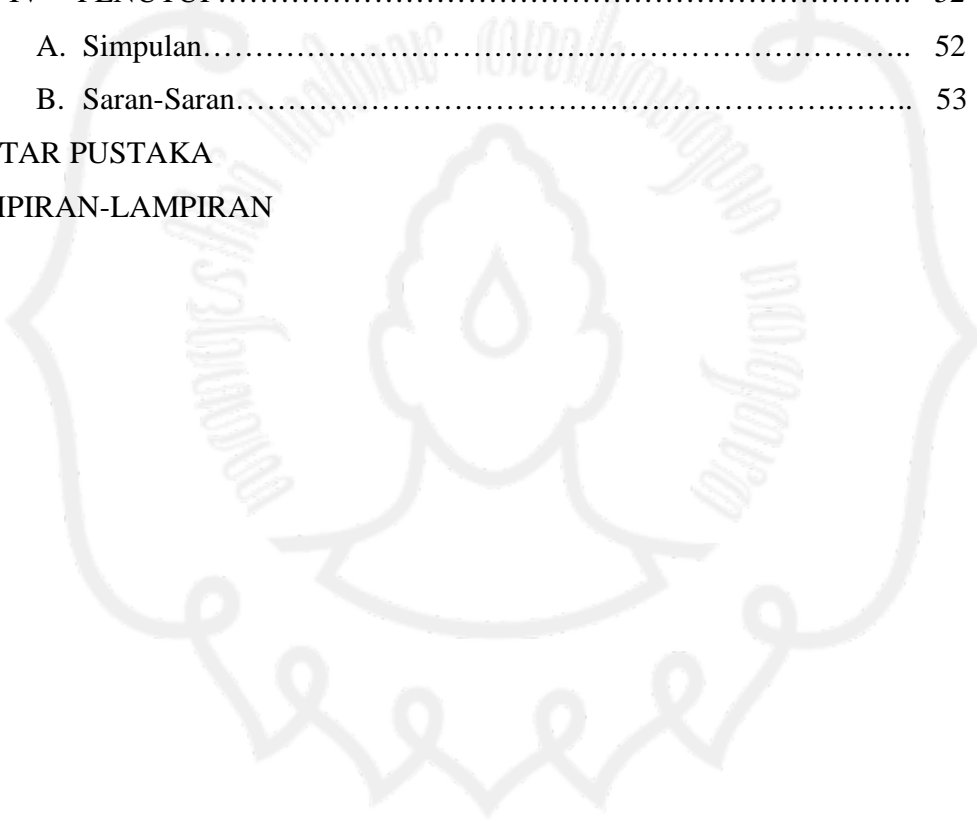 A. Simpulan…………………………………………………………….. 52
B. Saran-Saran………………………………………………………….. 53
TAR PUSTAKA
IPIRAN-LAMPIRAN